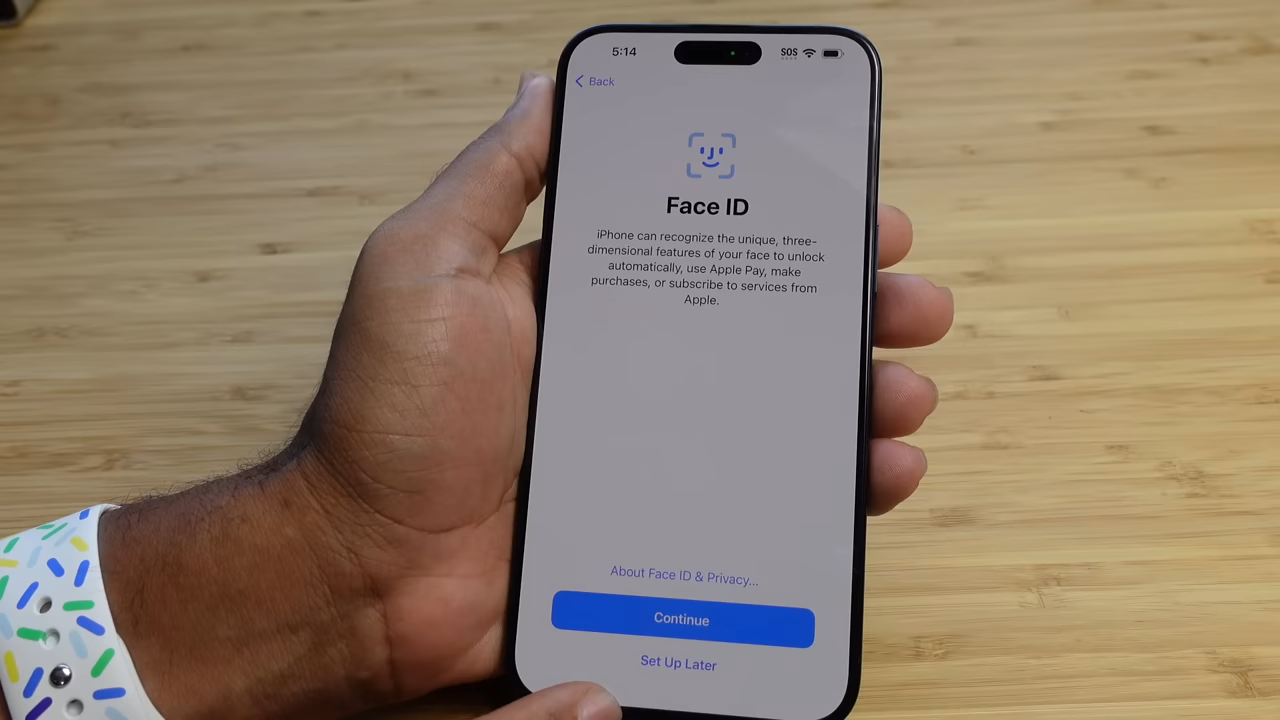 5:14
SOS
Back
Face ID
iPhone can recognize the unique, three-
dimensional features of your face to unlock
automatically, use Apple Pay, make
purchases, or subscribe to services from
Apple.
About Face ID & Privacy...
Continue
Set Up Later